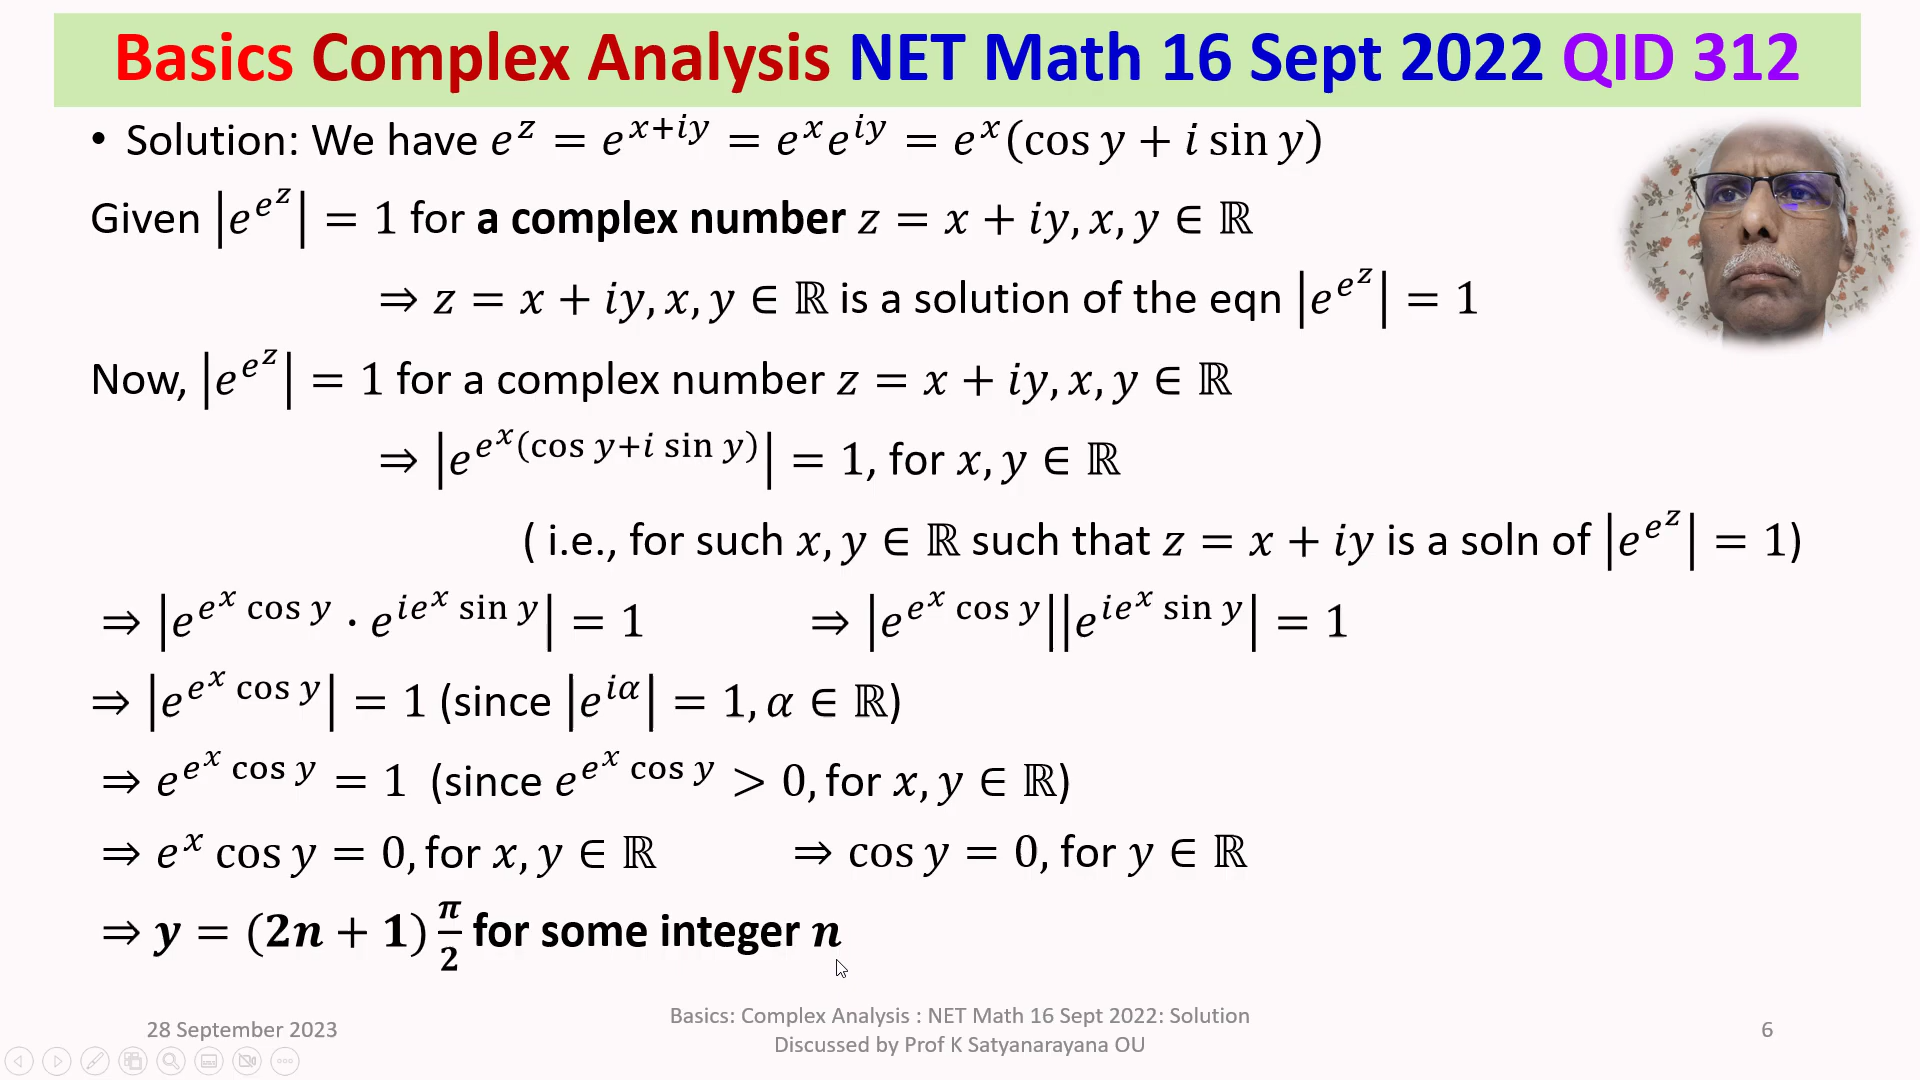 Basics Complex Analysis NET Math 16 Sept 2022 QID 312
• Solution: We have e^z = e^{x+iy} = e^x e^{iy} = e^x(cos y + i sin y)
Given |e^{e^z}| = 1 for a complex number z = x + iy, x, y ∈ ℝ
⇒ z = x + iy, x, y ∈ ℝ is a solution of the eqn |e^{e^z}| = 1
Now, |e^{e^z}| = 1 for a complex number z = x + iy, x, y ∈ ℝ
⇒ |e^{e^x(cos y+i sin y)}| = 1, for x, y ∈ ℝ
( i.e., for such x, y ∈ ℝ such that z = x + iy is a soln of |e^{e^z}| = 1)
⇒ |e^{e^x cos y} · e^{ie^x sin y}| = 1 ⇒ |e^{e^x cos y}||e^{ie^x sin y}| = 1
⇒ |e^{e^x cos y}| = 1 (since |e^{iα}| = 1, α ∈ ℝ)
⇒ e^{e^x cos y} = 1 (since e^{e^x cos y} > 0, for x, y ∈ ℝ)
⇒ e^x cos y = 0, for x, y ∈ ℝ ⇒ cos y = 0, for y ∈ ℝ
⇒ y = (2n + 1) π/2 for some integer n
28 September 2023
Basics: Complex Analysis : NET Math 16 Sept 2022: Solution
Discussed by Prof K Satyanarayana OU
6